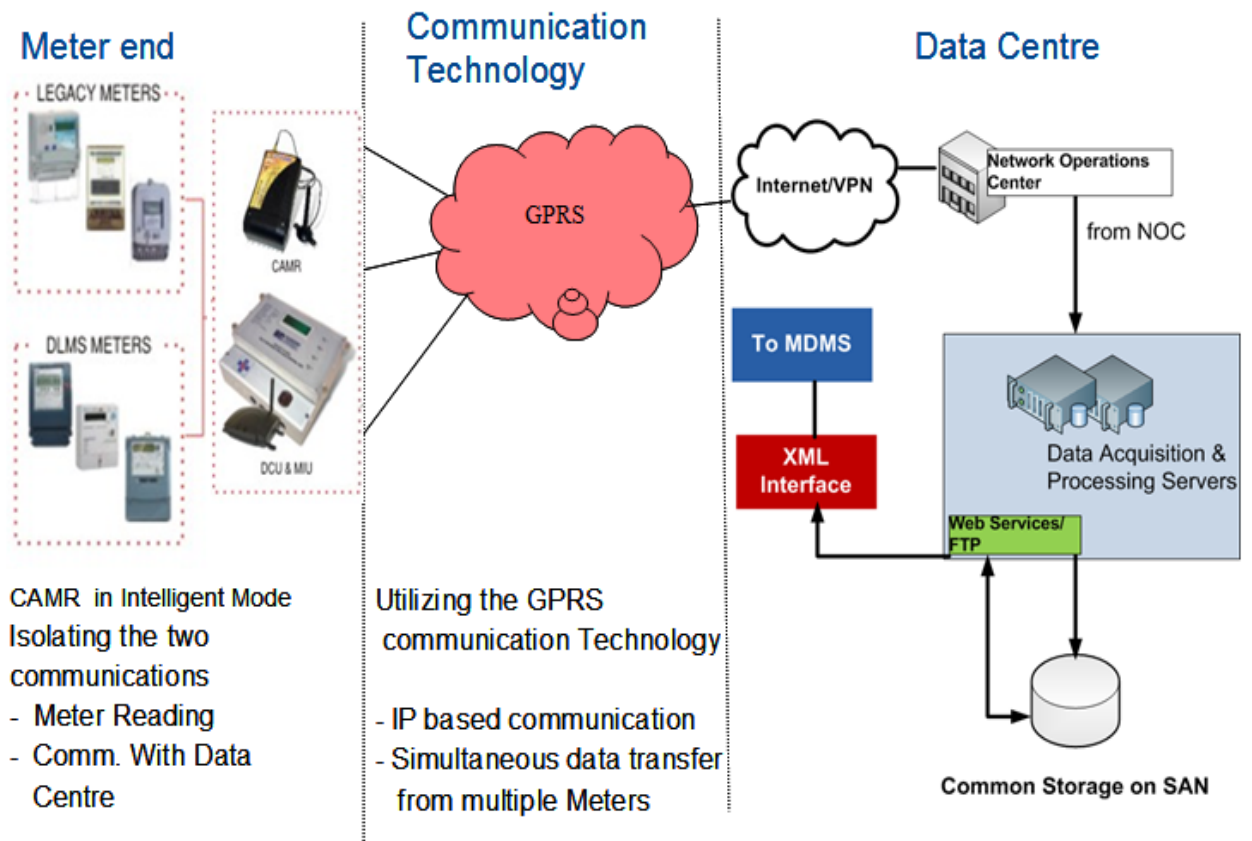 Meter end
LEGACY METERS
CAMR
DLMS METERS
DCU & MIU
CAMR in Intelligent Mode
Isolating the two
communications
- Meter Reading
- Comm. With Data
Centre
Communication
Technology
GPRS
Utilizing the GPRS
communication Technology
- IP based communication
- Simultaneous data transfer
from multiple Meters
Data Centre
Internet/VPN
Network Operations
Center
from NOC
To MDMS
XML
Interface
Data Acquisition &
Processing Servers
Web Services/
FTP
Common Storage on SAN